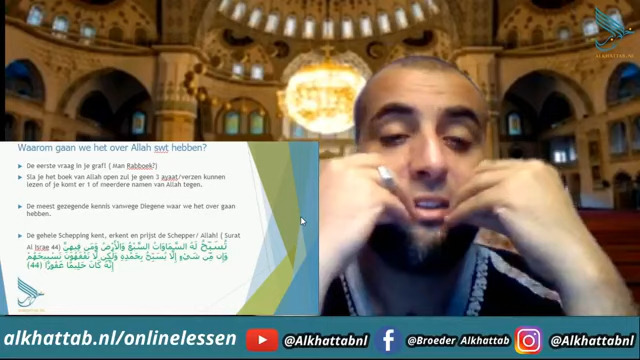 ALKHATTAB.NL
Waarom gaan we het over Allah swt hebben?
De eerste vraag in je graf! ( Man Rabboek?)
Sla je het boek van Allah open zul je geen 3 ayaat/verzen kunnen
lezen of je komt er 1 of meerdere namen van Allah tegen.
De meest gezegende kennis vanwege Diegene waar we het over gaan
hebben.
De gehele Schepping kent, erkent en prijst de Schepper/ Allah! ( Surat
Al Israe 44) تُسَبِّحُ لَهُ السَّمَاوَاتُ السَّبْعُ وَالْأَرْضُ وَمَن فِيهِنَّ
وَإِن مِّن شَيْءٍ إِلَّا يُسَبِّحُ بِحَمْدِهِ وَلَٰكِن لَّا تَفْقَهُونَ تَسْبِيحَهُمْ
إِنَّهُ كَانَ حَلِيمًا غَفُورًا (44)
alkhattab.nl/onlinelessen @Alkhattabnl @Broeder Alkhattab @Alkhattabnl